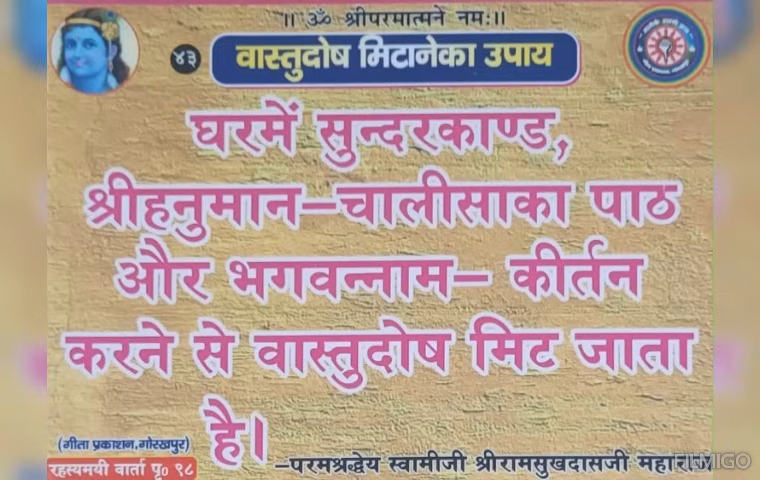 ॥ ॐ श्रीपरमात्मने नमः॥
४३ वास्तुदोष मिटानेका उपाय
घरमें सुन्दरकाण्ड,
श्रीहनुमान–चालीसाका पाठ
और भगवन्नाम– कीर्तन
करने से वास्तुदोष मिट जाता
है।
(गीता प्रकाशन,गोरखपुर)
रहस्यमयी वार्ता पृ० ९८
–परमश्रद्धेय स्वामीजी श्रीरामसुखदासजी महाराज
FILMIGO